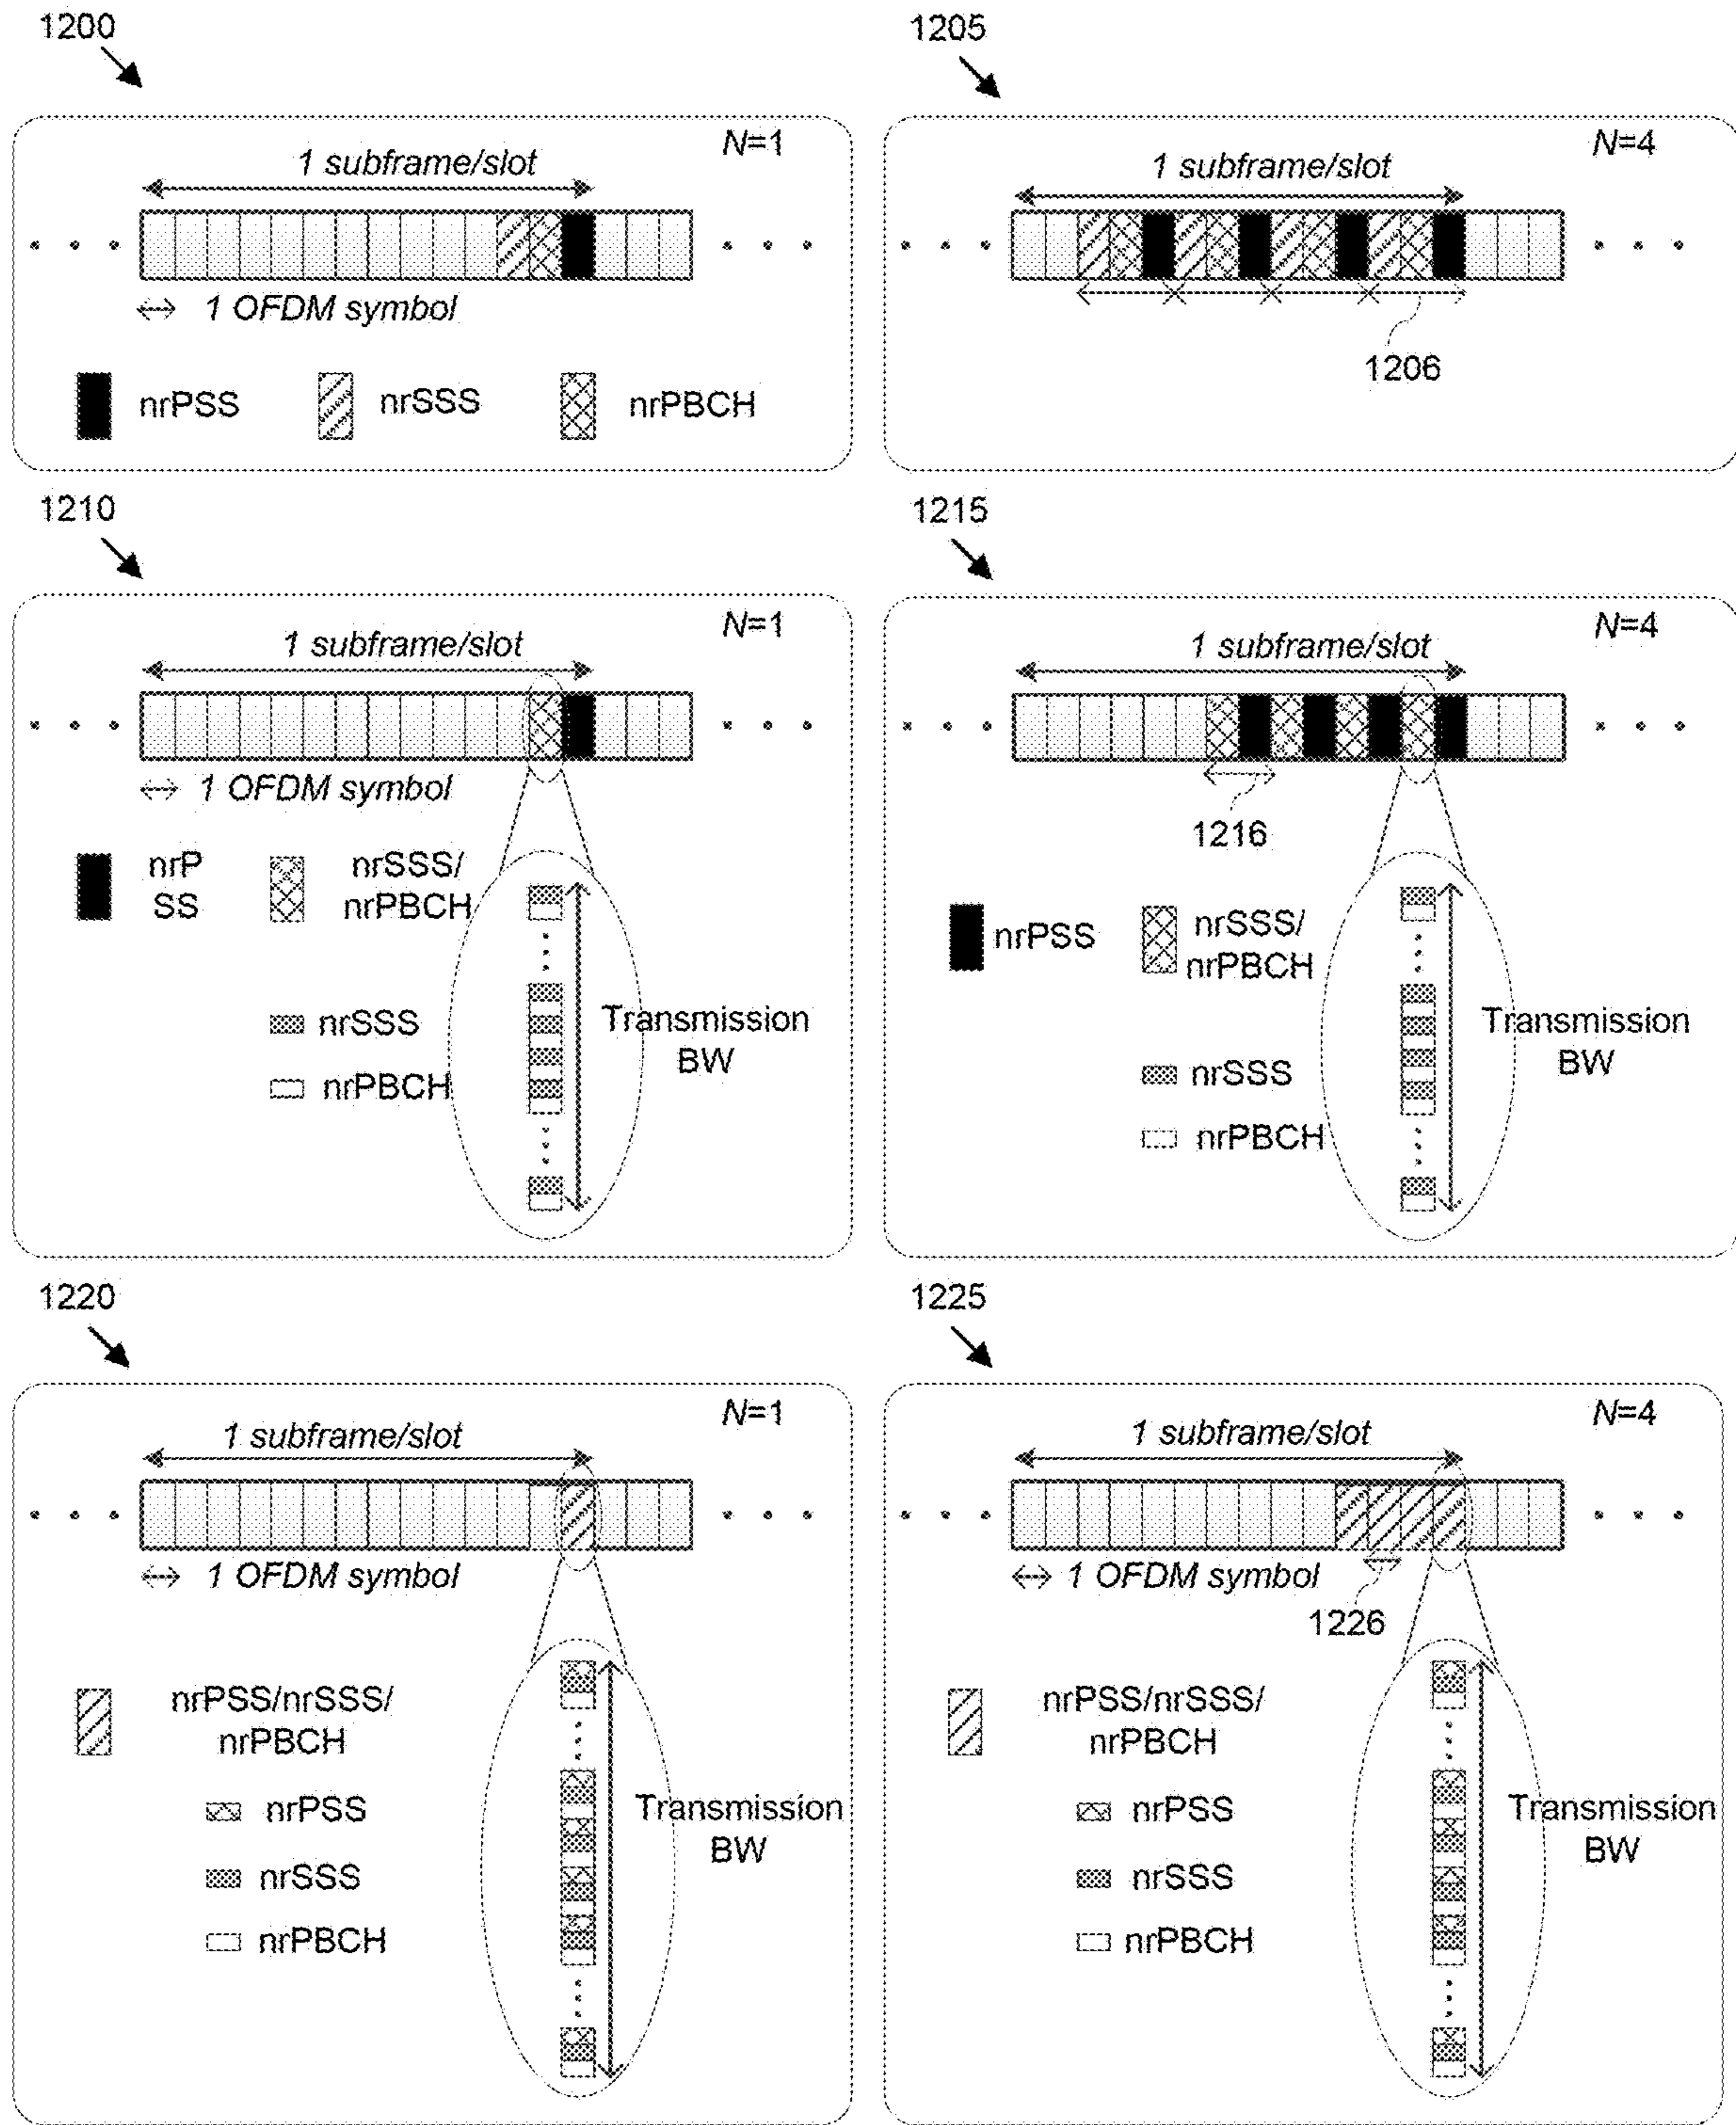 1200
N=1
1 subframe/slot
1 OFDM symbol
nrPSS
nrSSS
nrPBCH
1205
N=4
1 subframe/slot
1206
1210
N=1
1 subframe/slot
1 OFDM symbol
nrP
SS
nrSSS/
nrPBCH
nrSSS
nrPBCH
Transmission
BW
1215
N=4
1 subframe/slot
1216
nrPSS
nrSSS/
nrPBCH
nrSSS
nrPBCH
Transmission
BW
1220
N=1
1 subframe/slot
1 OFDM symbol
nrPSS/nrSSS/
nrPBCH
nrPSS
nrSSS
nrPBCH
Transmission
BW
1225
N=4
1 subframe/slot
1 OFDM symbol
1226
nrPSS/nrSSS/
nrPBCH
nrPSS
nrSSS
nrPBCH
Transmission
BW